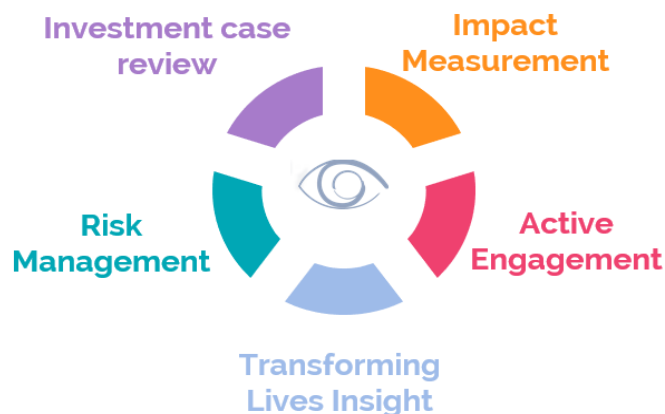 Investment case
review
Impact
Measurement
Risk
Management
Active
Engagement
Transforming
Lives Insight